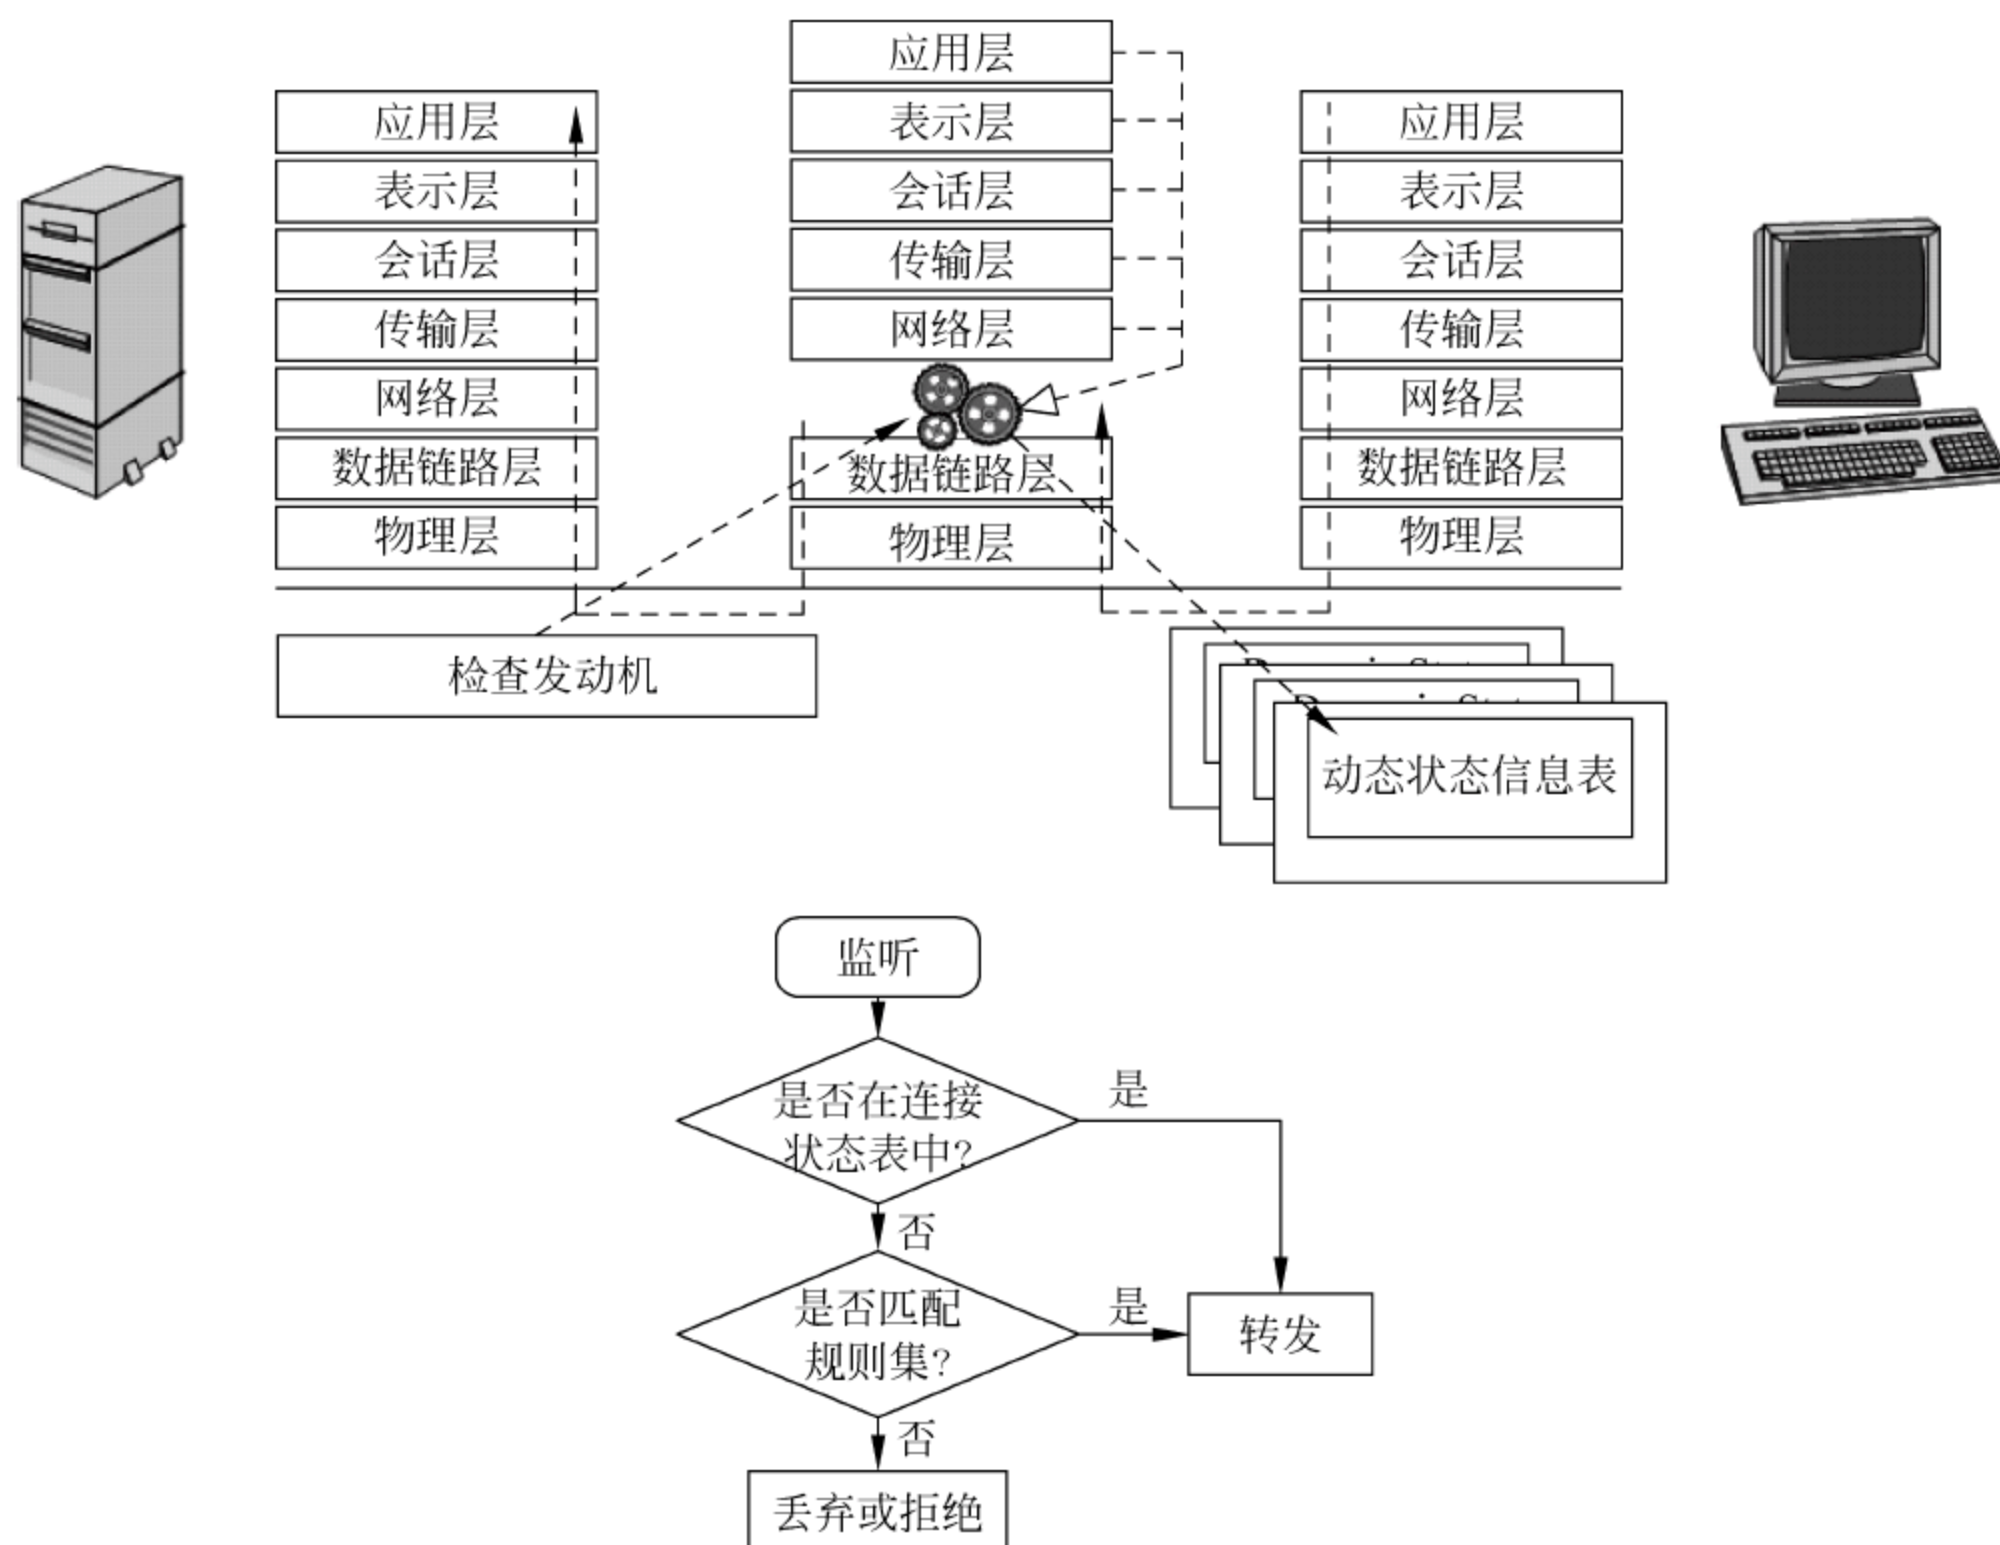 应用层
表示层
会话层
传输层
网络层
数据链路层
物理层
应用层
表示层
会话层
传输层
网络层
数据链路层
物理层
应用层
表示层
会话层
传输层
网络层
数据链路层
物理层
检查发动机
动态状态信息表
监听
是否在连接
状态表中?
是
否
是否匹配
规则集?
是
转发
否
丢弃或拒绝